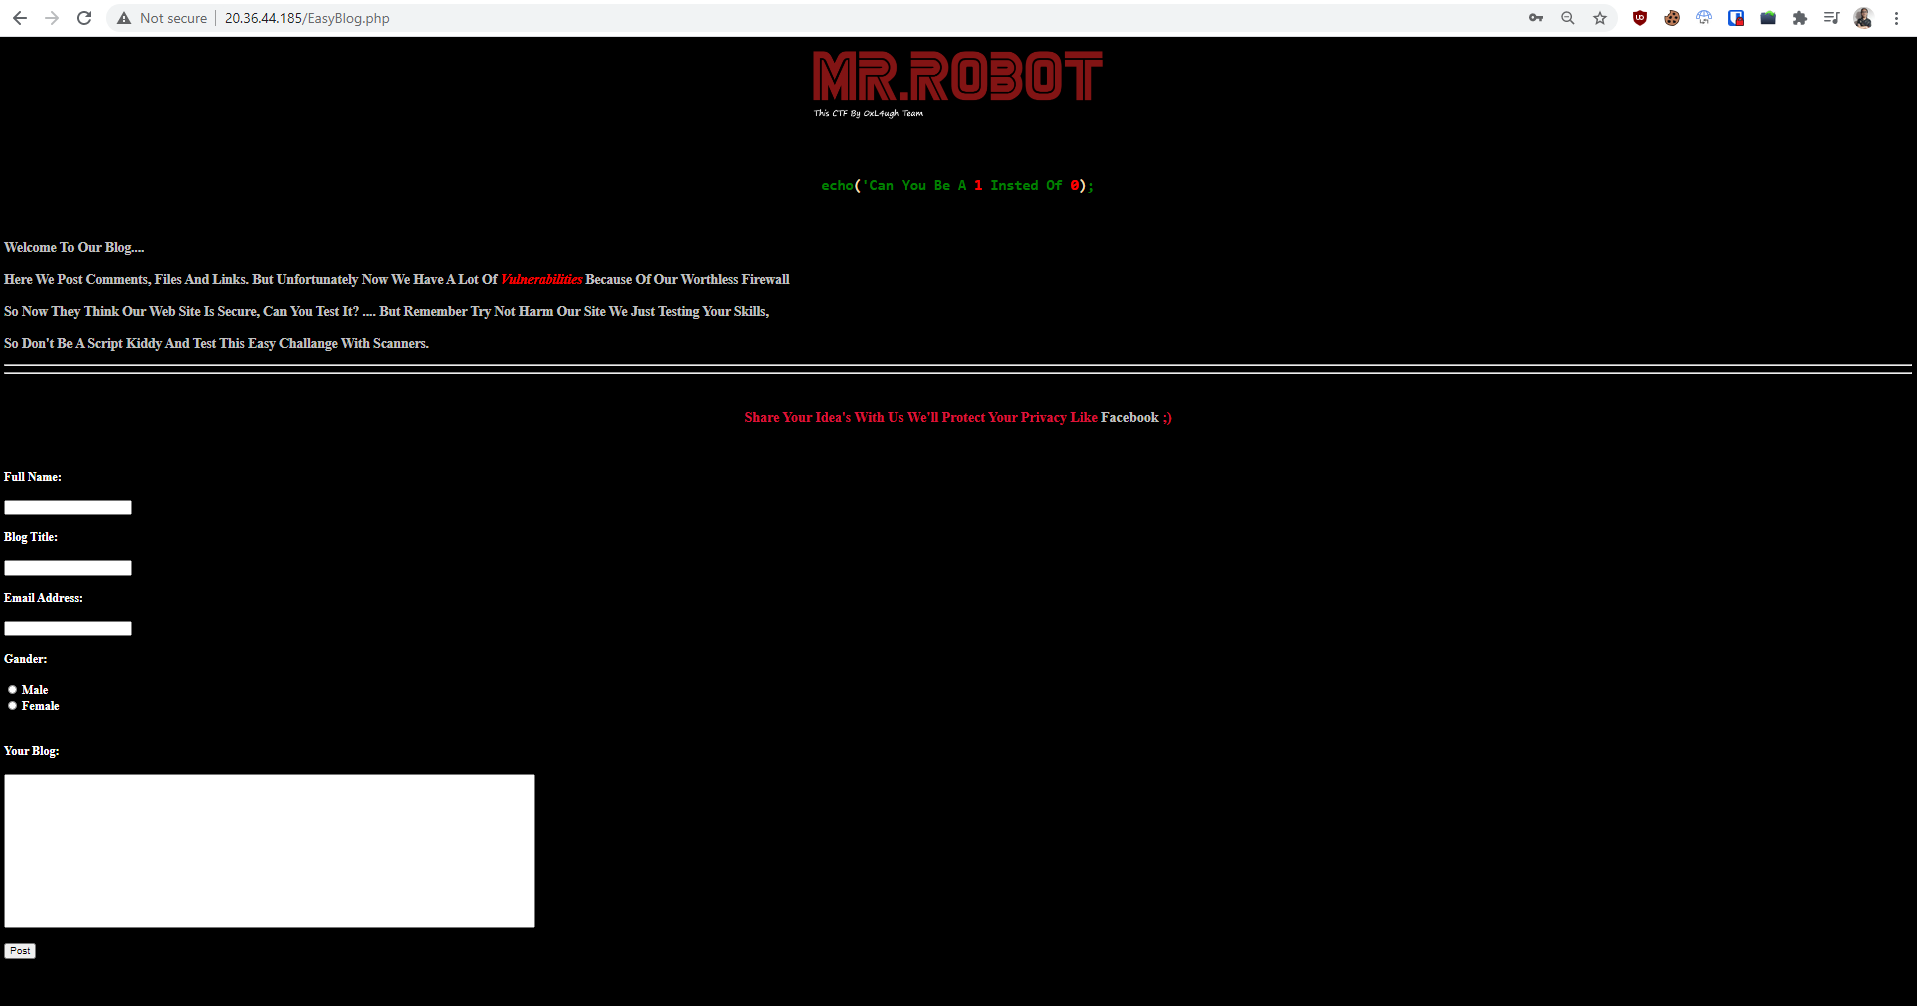 Not secure
20.36.44.185/EasyBlog.php
MR.ROBOT
This CTF By 0xL4ugh Team
echo('Can You Be A 1 Insted Of 0);
Welcome To Our Blog....
Here We Post Comments, Files And Links. But Unfortunately Now We Have A Lot Of Vulnerabilities Because Of Our Worthless Firewall
So Now They Think Our Web Site Is Secure, Can You Test It? .... But Remember Try Not Harm Our Site We Just Testing Your Skills,
So Don't Be A Script Kiddy And Test This Easy Challange With Scanners.
Share Your Idea's With Us We'll Protect Your Privacy Like Facebook ;)
Full Name:
Blog Title:
Email Address:
Gander:
Male
Female
Your Blog:
Post